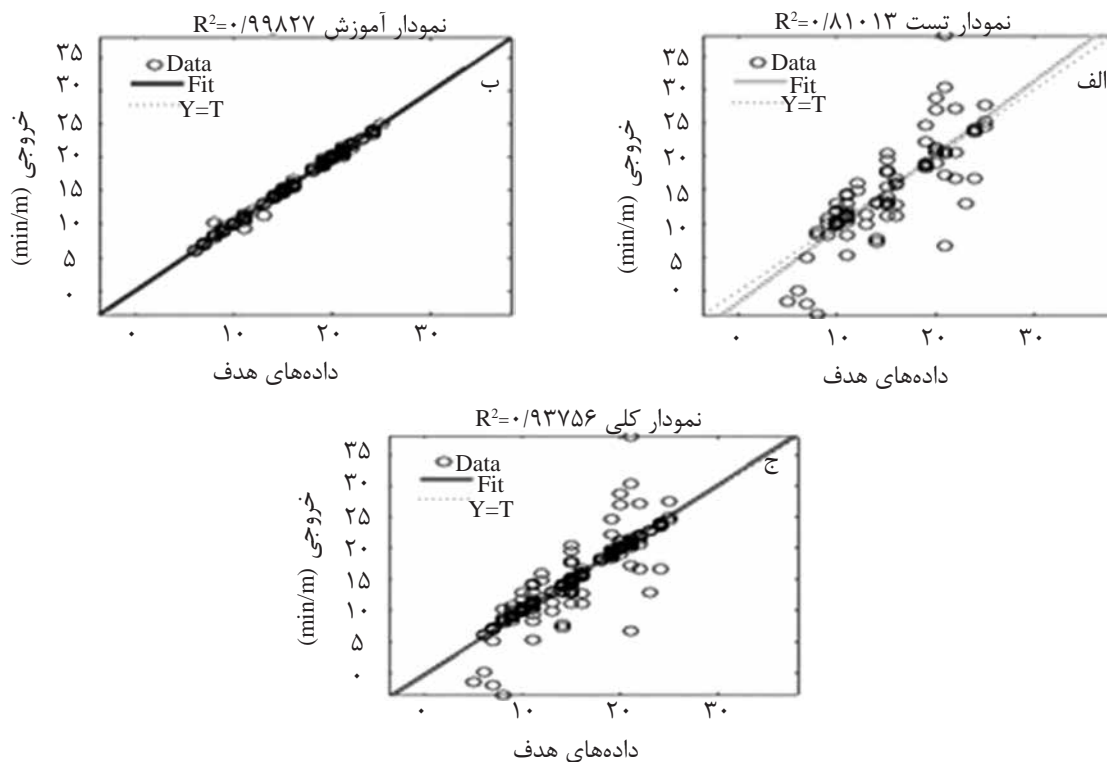 نمودار تست R²=۰/۸۱۰۱۳
الف
Data
Fit
Y=T
خروجی (min/m)
۳۵
۳۰
۲۵
۲۰
۱۵
۱۰
۵
۰
۰ ۱۰ ۲۰ ۳۰
داده‌های هدف
نمودار آموزش R²=۰/۹۹۸۲۷
ب
Data
Fit
Y=T
خروجی (min/m)
۳۵
۳۰
۲۵
۲۰
۱۵
۱۰
۵
۰
۰ ۱۰ ۲۰ ۳۰
داده‌های هدف
نمودار کلی R²=۰/۹۳۷۵۶
ج
Data
Fit
Y=T
خروجی (min/m)
۳۵
۳۰
۲۵
۲۰
۱۵
۱۰
۵
۰
۰ ۱۰ ۲۰ ۳۰
داده‌های هدف